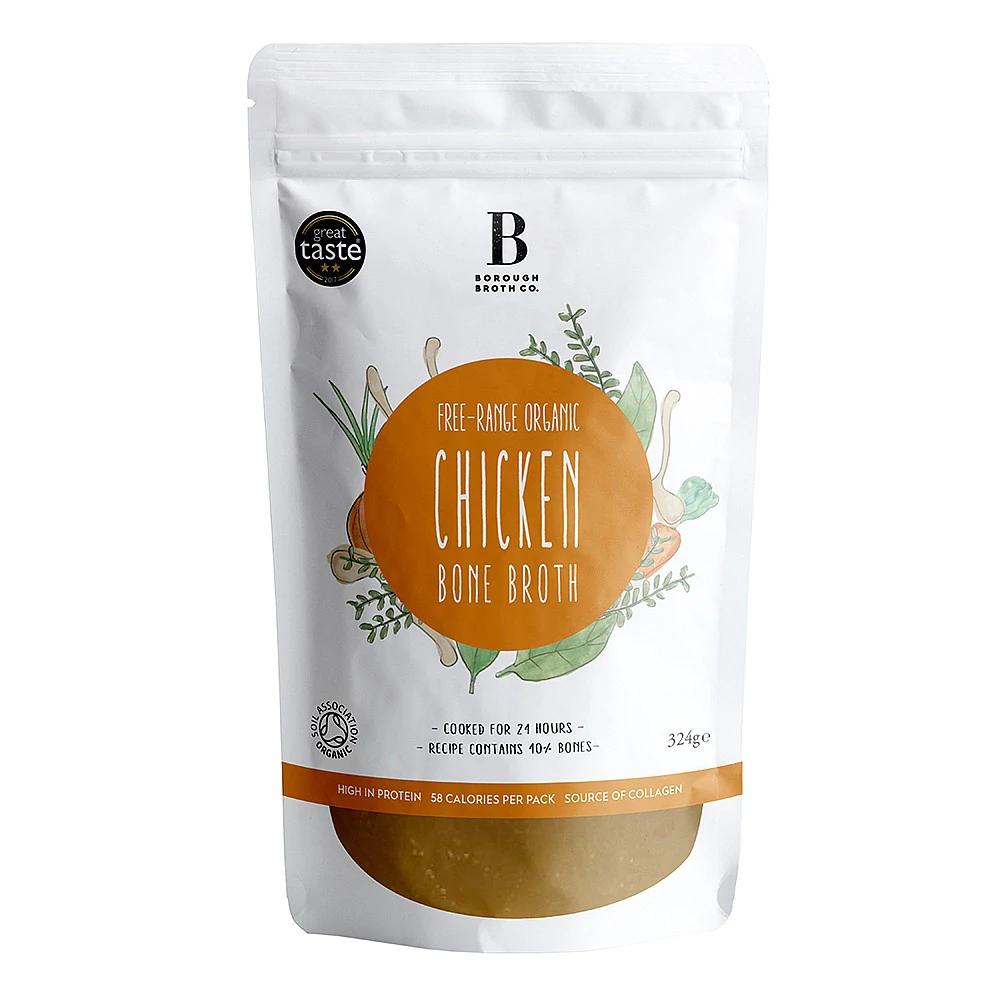 great
taste
2017
B
BOROUGH
BROTH CO.
FREE-RANGE ORGANIC
CHICKEN
BONE BROTH
- COOKED FOR 24 HOURS -
- RECIPE CONTAINS 40% BONES-
324g℮
SOIL ASSOCIATION
ORGANIC
HIGH IN PROTEIN 58 CALORIES PER PACK SOURCE OF COLLAGEN